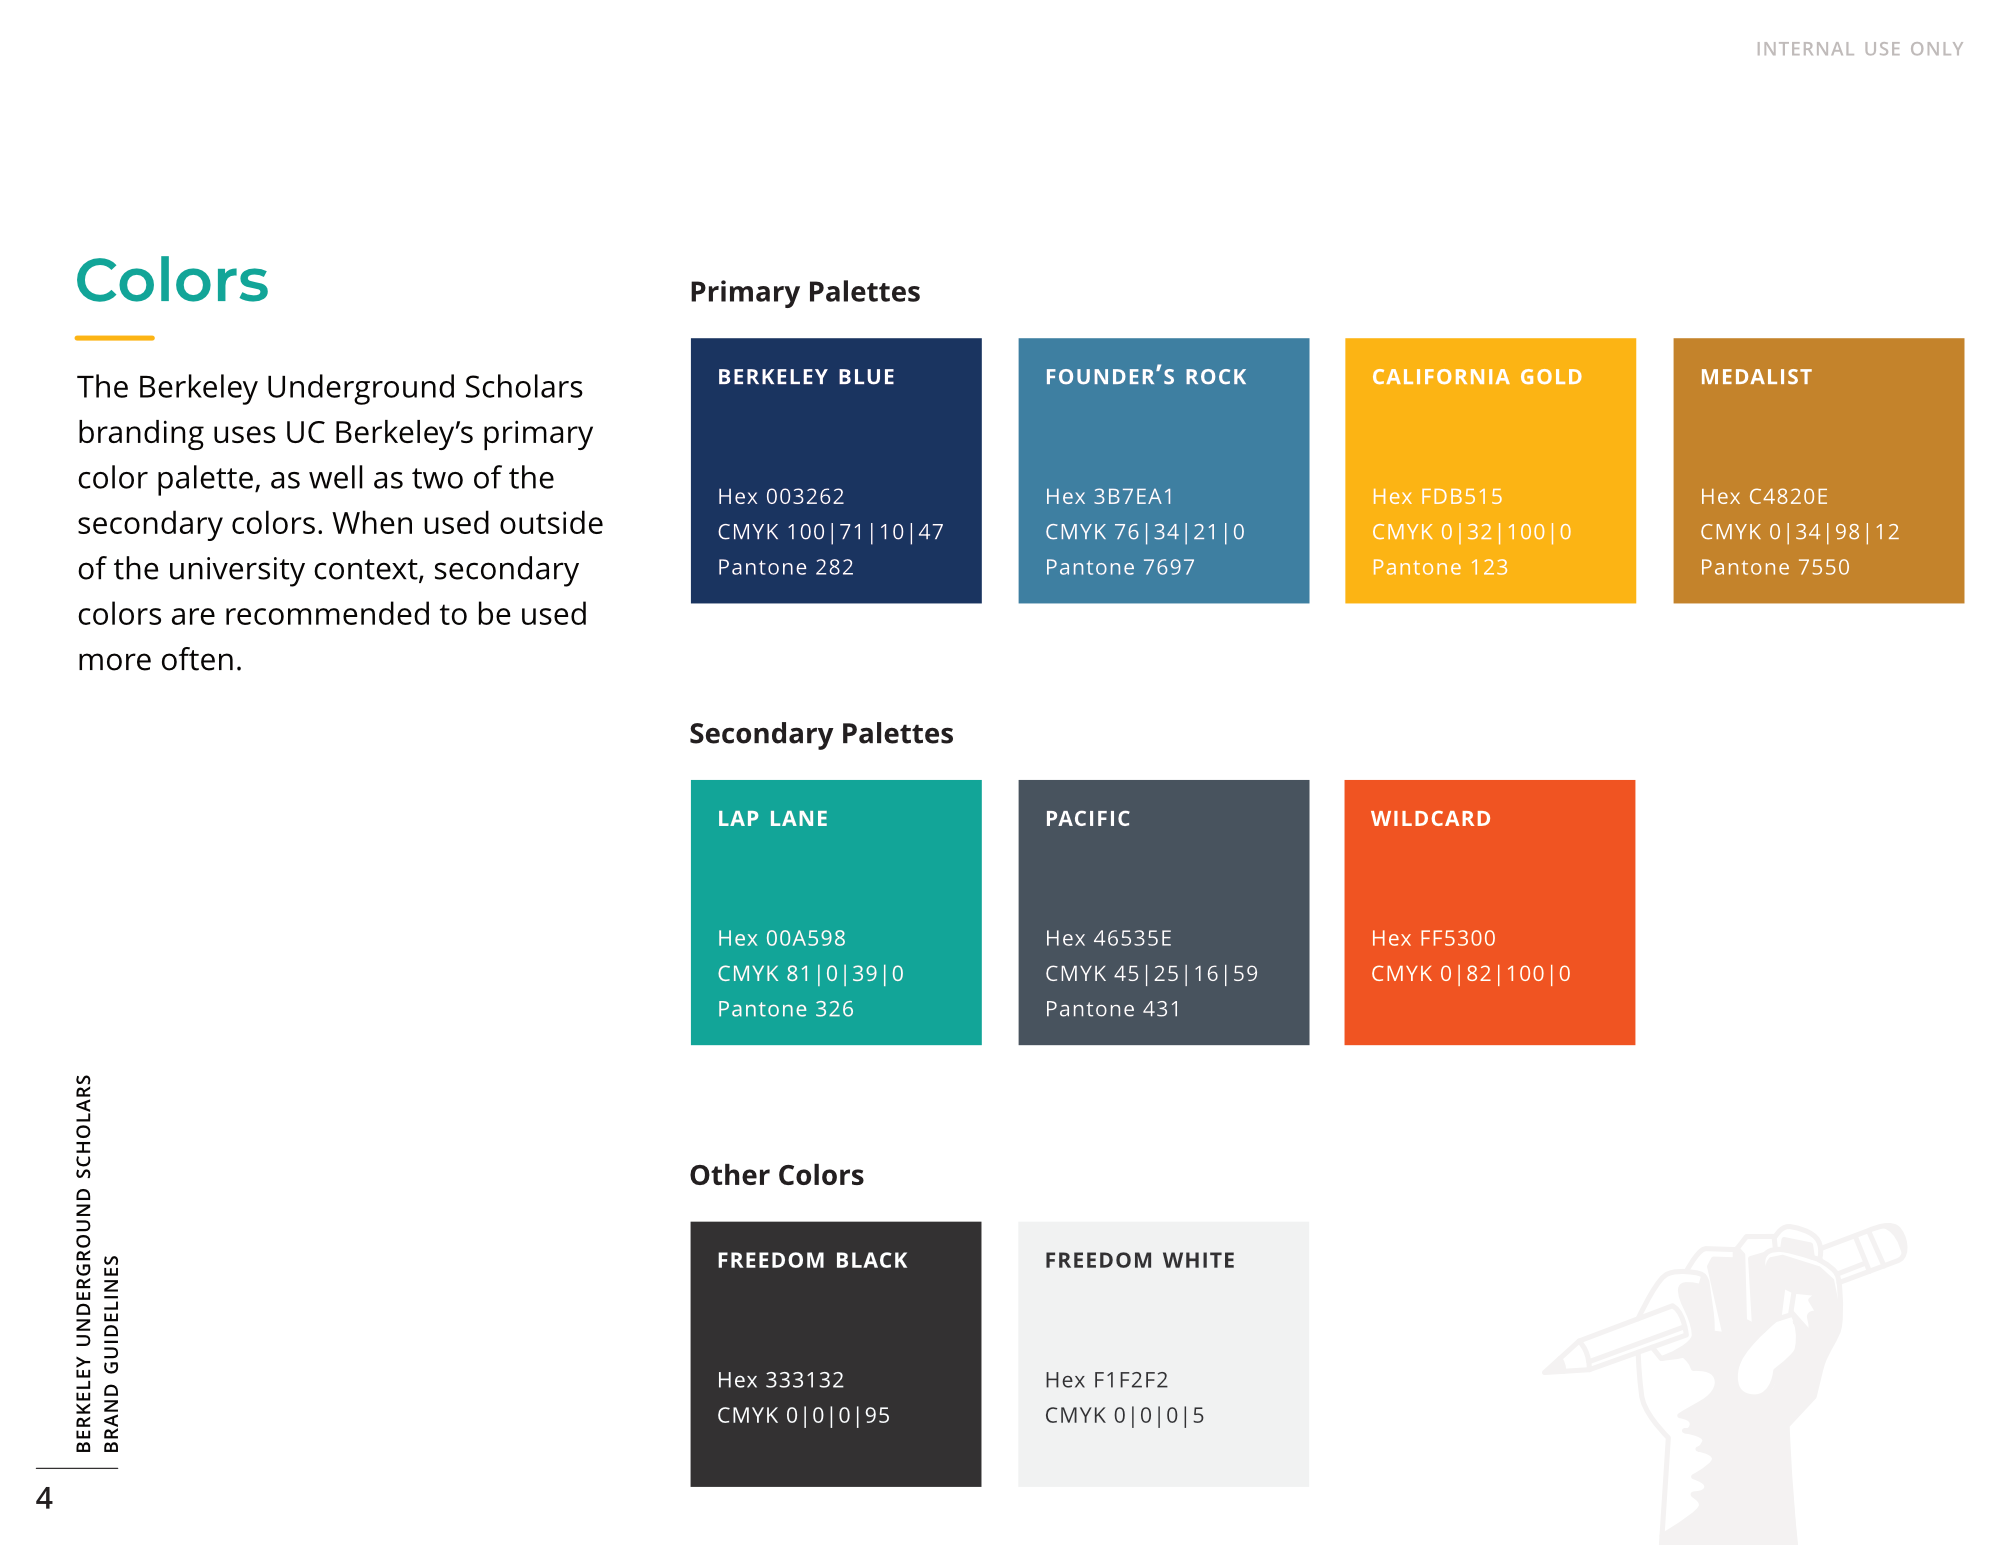 INTERNAL USE ONLY
Colors
The Berkeley Underground Scholars
branding uses UC Berkeley’s primary
color palette, as well as two of the
secondary colors. When used outside
of the university context, secondary
colors are recommended to be used
more often.
Primary Palettes
BERKELEY BLUE
Hex 003262
CMYK 100|71|10|47
Pantone 282
FOUNDER’S ROCK
Hex 3B7EA1
CMYK 76|34|21|0
Pantone 7697
CALIFORNIA GOLD
Hex FDB515
CMYK 0|32|100|0
Pantone 123
MEDALIST
Hex C4820E
CMYK 0|34|98|12
Pantone 7550
Secondary Palettes
LAP LANE
Hex 00A598
CMYK 81|0|39|0
Pantone 326
PACIFIC
Hex 46535E
CMYK 45|25|16|59
Pantone 431
WILDCARD
Hex FF5300
CMYK 0|82|100|0
Other Colors
FREEDOM BLACK
Hex 333132
CMYK 0|0|0|95
FREEDOM WHITE
Hex F1F2F2
CMYK 0|0|0|5
BERKELEY UNDERGROUND SCHOLARS
BRAND GUIDELINES
4